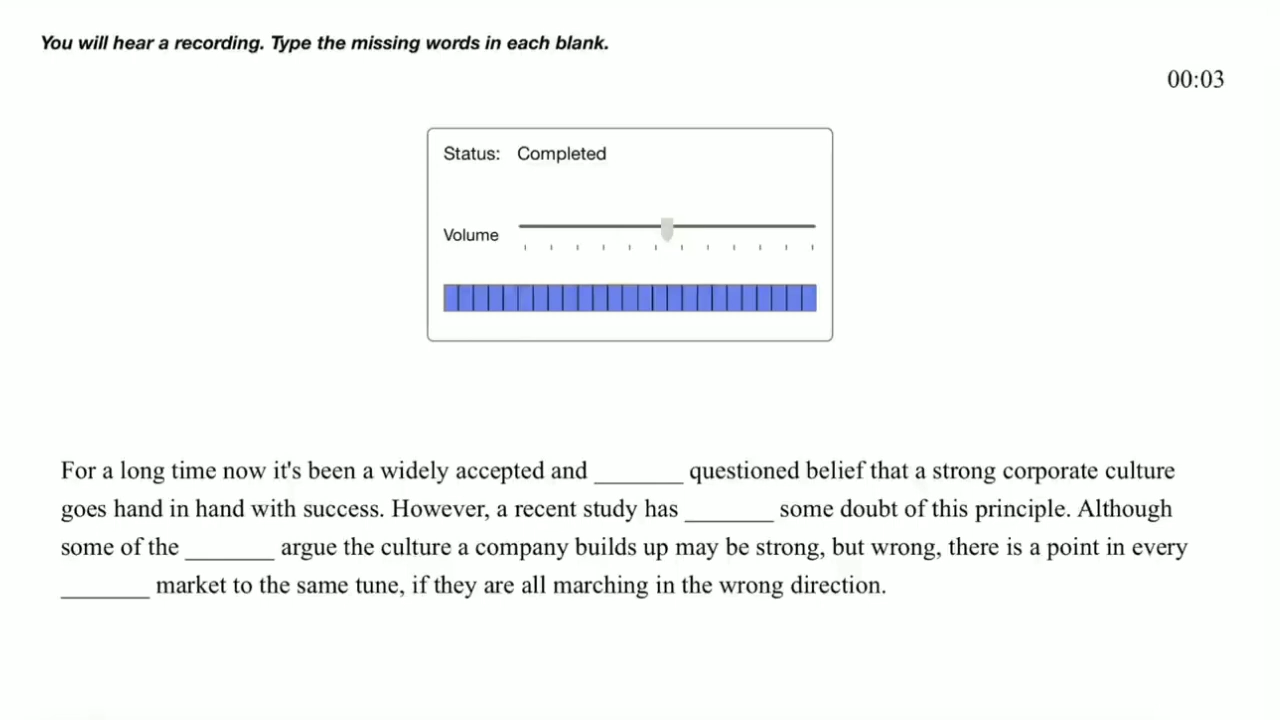 You will hear a recording. Type the missing words in each blank.
00:03
Status: Completed
Volume
For a long time now it's been a widely accepted and _______ questioned belief that a strong corporate culture
goes hand in hand with success. However, a recent study has _______ some doubt of this principle. Although
some of the _______ argue the culture a company builds up may be strong, but wrong, there is a point in every
_______ market to the same tune, if they are all marching in the wrong direction.